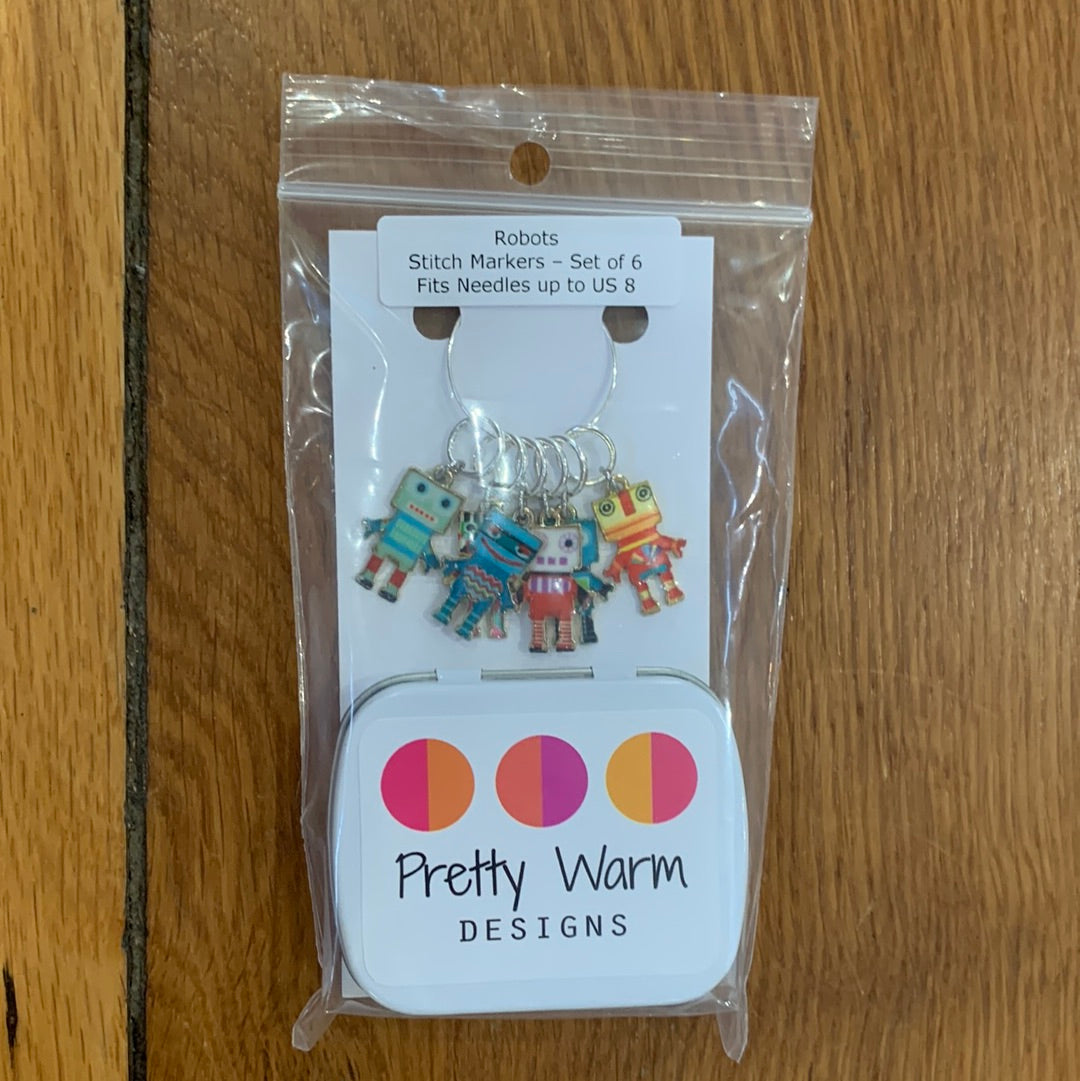 Robots
Stitch Markers – Set of 6
Fits Needles up to US 8
Pretty Warm
DESIGNS